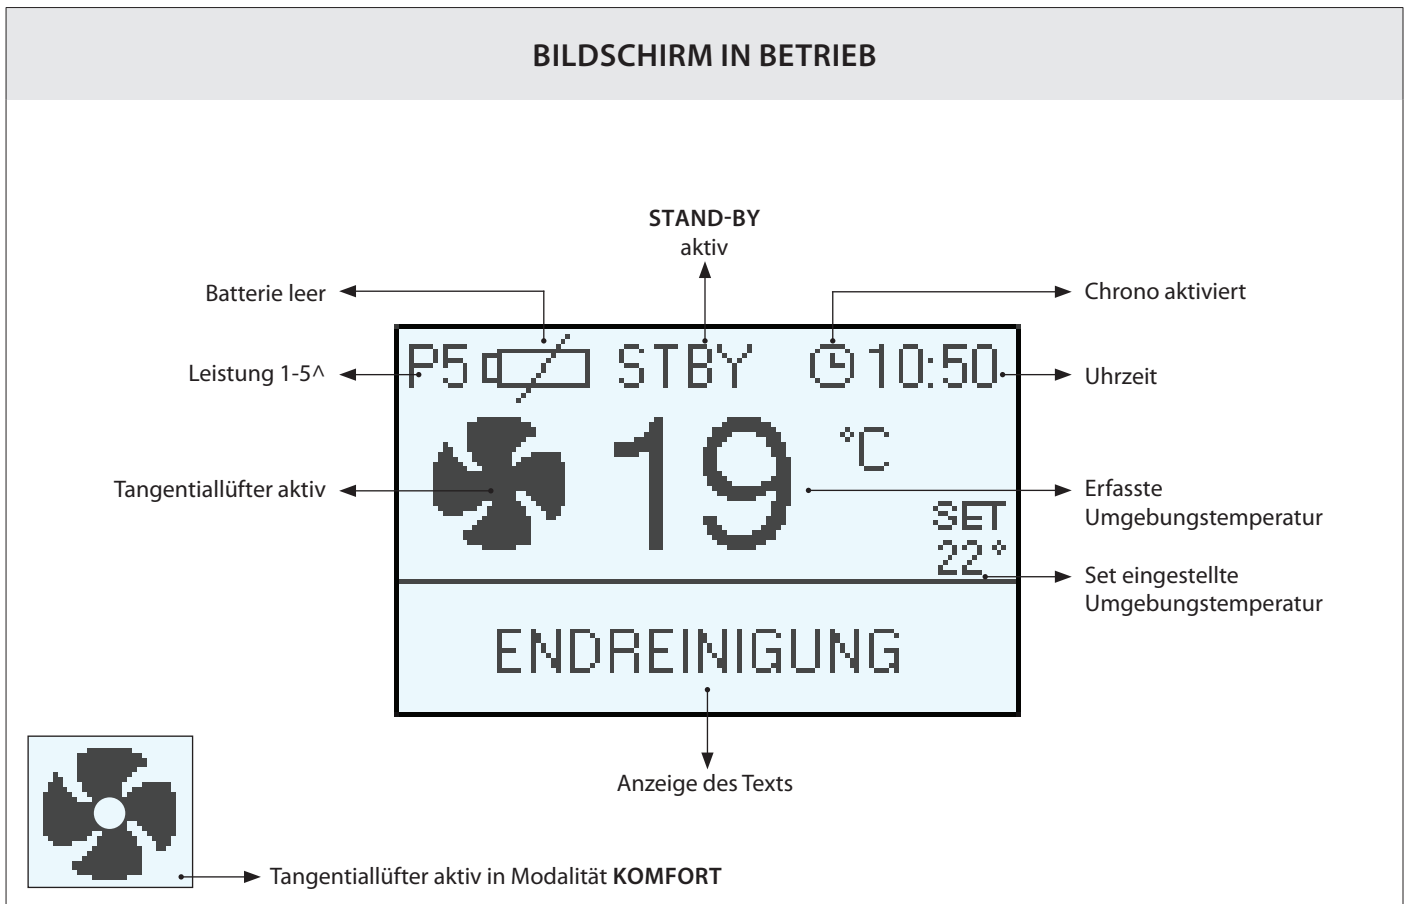 BILDSCHIRM IN BETRIEB
STAND-BY
aktiv
Batterie leer
Chrono aktiviert
P5 STBY 10:50
Leistung 1-5^
Uhrzeit
19 °C
Tangentiallüfter aktiv
Erfasste
Umgebungstemperatur
SET
22°
Set eingestellte
Umgebungstemperatur
ENDREINIGUNG
Anzeige des Texts
Tangentiallüfter aktiv in Modalität KOMFORT